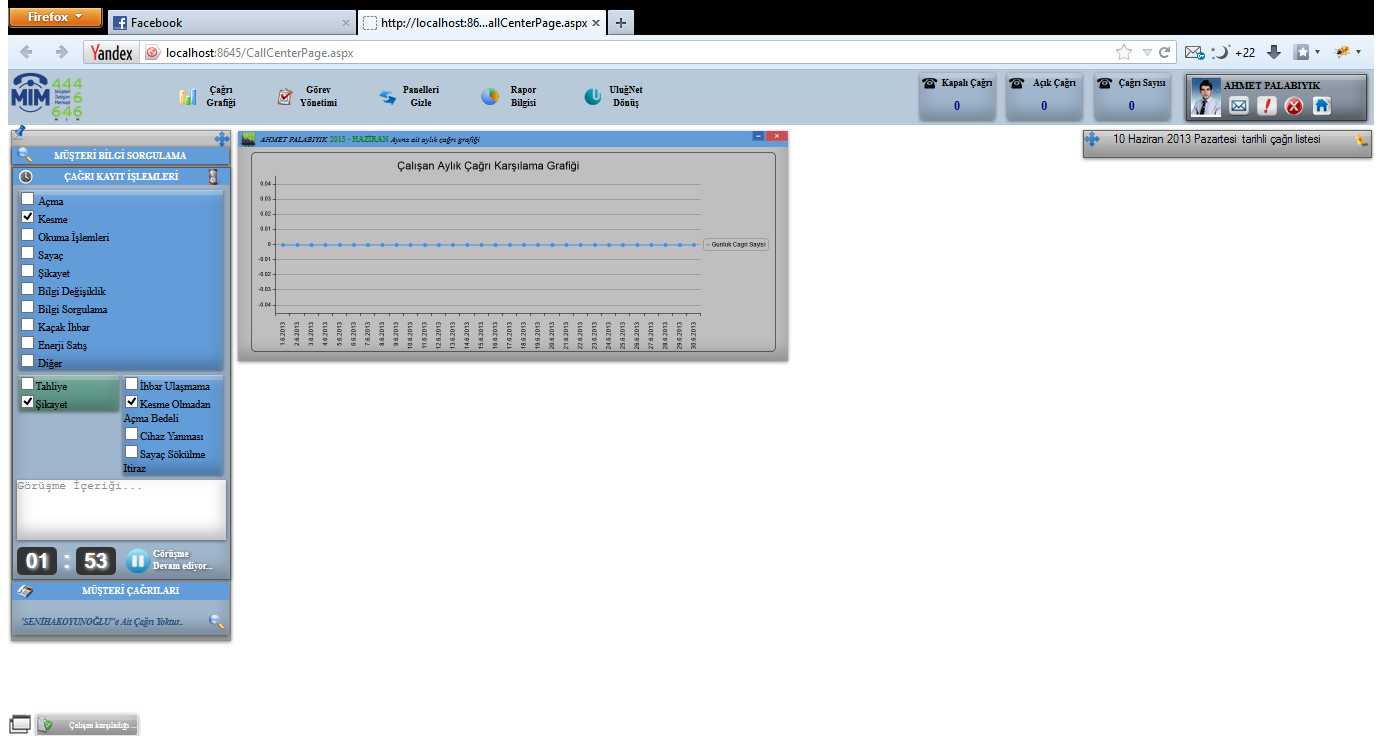 Firefox
Facebook
http://localhost:86...allCenterPage.aspx
Yandex
localhost:8645/CallCenterPage.aspx
+22
MIM
444
6
646
Çağrı
Grafiği
Görev
Yönetimi
Panelleri
Gizle
Rapor
Bilgisi
UluğNet
Dönüş
Kapalı Çağrı
0
Açık Çağrı
0
Çağrı Sayısı
0
AHMET PALABIYIK
MÜŞTERİ BİLGİ SORGULAMA
ÇAĞRI KAYIT İŞLEMLERİ
Açma
Kesme
Okuma İşlemleri
Sayaç
Şikayet
Bilgi Değişiklik
Bilgi Sorgulama
Kaçak İhbar
Enerji Satış
Diğer
Tahliye
Şikayet
İhbar Ulaşmama
Kesme Olmadan
Açma Bedeli
Cihaz Yanması
Sayaç Sökülme
Itiraz
Görüşme İçeriği...
01 : 53
Görüşme
Devam ediyor...
MÜŞTERİ ÇAĞRILARI
'SENİHAKOYUNOĞLU''e Ait Çağrı Yoktur..
AHMET PALABIYIK 2013 - HAZİRAN Ayına ait aylık çağrı grafiği
Çalışan Aylık Çağrı Karşılama Grafiği
0.04
0.03
0.02
0.01
0
-0.01
-0.02
-0.03
-0.04
1.6.2013
2.6.2013
3.6.2013
4.6.2013
5.6.2013
6.6.2013
7.6.2013
8.6.2013
9.6.2013
10.6.2013
11.6.2013
12.6.2013
13.6.2013
14.6.2013
15.6.2013
16.6.2013
17.6.2013
18.6.2013
19.6.2013
20.6.2013
21.6.2013
22.6.2013
23.6.2013
24.6.2013
25.6.2013
26.6.2013
27.6.2013
28.6.2013
29.6.2013
30.6.2013
Gunluk Cagri Sayisi
10 Haziran 2013 Pazartesi tarihli çağrı listesi
Çalışan karşıladığı ...